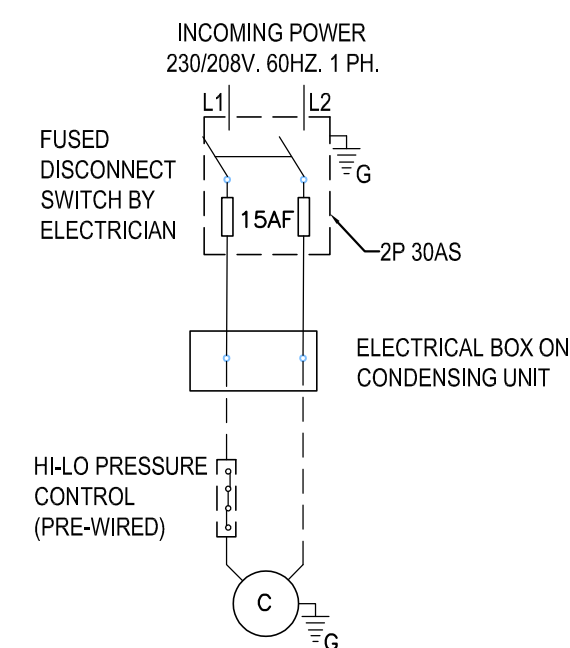 INCOMING POWER
230/208V. 60HZ. 1 PH.
L1
L2
FUSED
DISCONNECT
SWITCH BY
ELECTRICIAN
G
15AF
2P 30AS
ELECTRICAL BOX ON
CONDENSING UNIT
HI-LO PRESSURE
CONTROL
(PRE-WIRED)
C
G